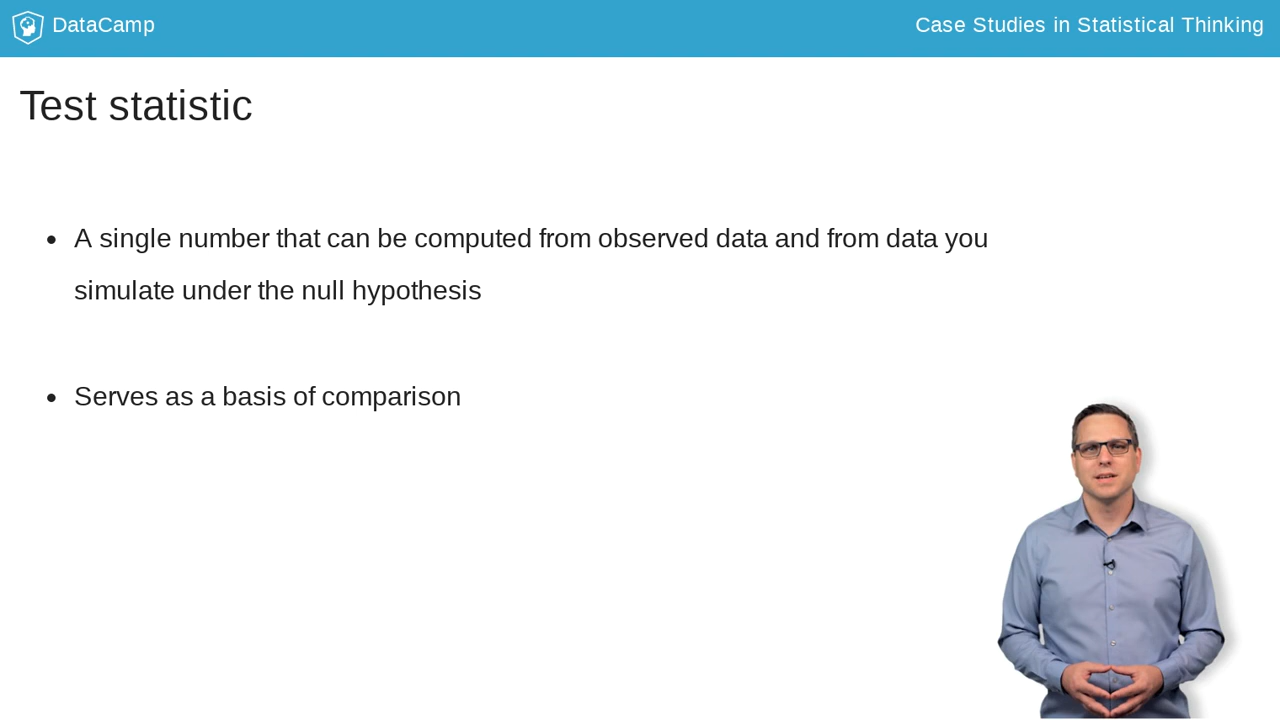 DataCamp
Case Studies in Statistical Thinking
Test statistic
A single number that can be computed from observed data and from data you
simulate under the null hypothesis
Serves as a basis of comparison